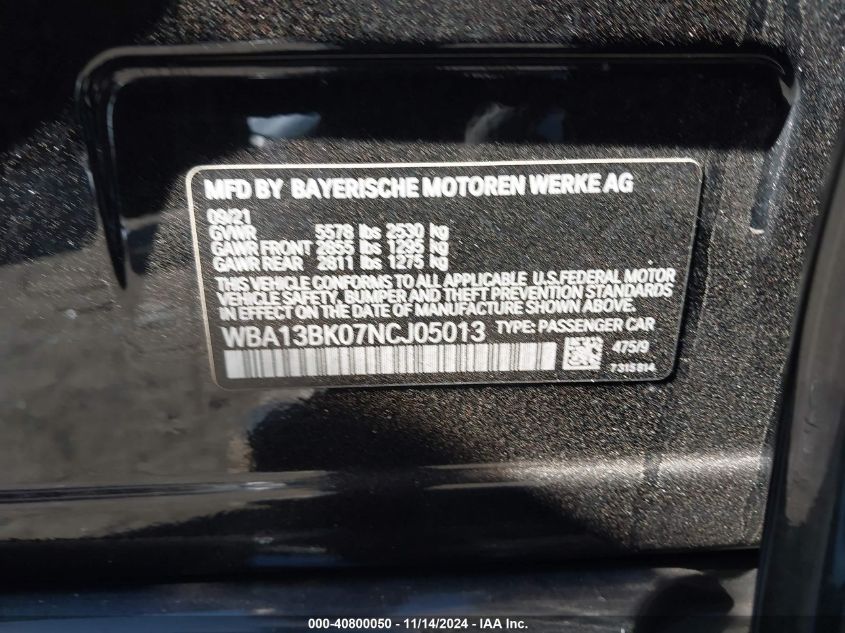 MFD BY BAYERISCHE MOTOREN WERKE AG
09/21
GVWR 5578 lbs 2530 kg
GAWR FRONT 2855 lbs 1295 kg
GAWR REAR 2811 lbs 1275 kg
THIS VEHICLE CONFORMS TO ALL APPLICABLE U.S. FEDERAL MOTOR
VEHICLE SAFETY, BUMPER AND THEFT PREVENTION STANDARDS
IN EFFECT ON THE DATE OF MANUFACTURE SHOWN ABOVE.
WBA13BK07NCJ05013 TYPE: PASSENGER CAR
475/9
7315814
000-40800050 - 11/14/2024 - IAA Inc.